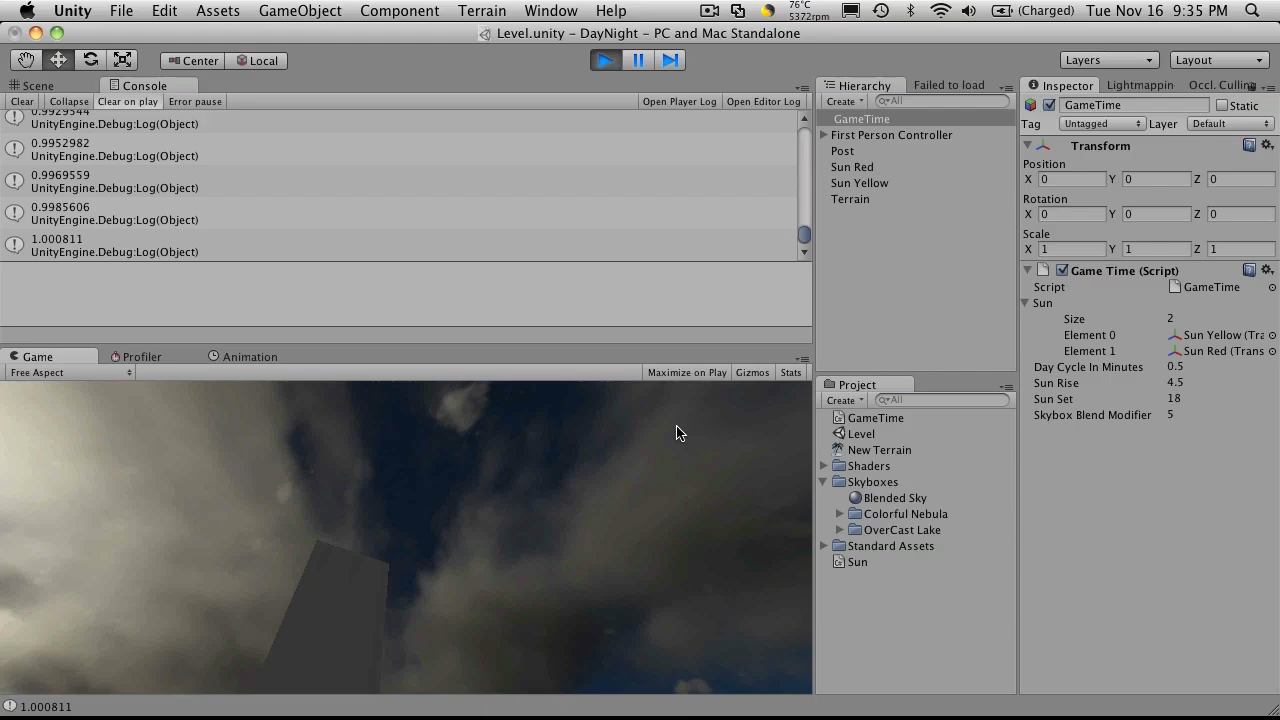 Unity File Edit Assets GameObject Component Terrain Window Help 76°C 5372rpm (Charged) Tue Nov 16 9:35 PM
Level.unity – DayNight – PC and Mac Standalone
Center Local Layers Layout
Scene Console
Clear Collapse Clear on play Error pause Open Player Log Open Editor Log
0.9929544
UnityEngine.Debug:Log(Object)
0.9952982
UnityEngine.Debug:Log(Object)
0.9969559
UnityEngine.Debug:Log(Object)
0.9985606
UnityEngine.Debug:Log(Object)
1.000811
UnityEngine.Debug:Log(Object)
Game Profiler Animation
Free Aspect Maximize on Play Gizmos Stats
Hierarchy Failed to load
Create All
GameTime
First Person Controller
Post
Sun Red
Sun Yellow
Terrain
Project
Create All
GameTime
Level
New Terrain
Shaders
Skyboxes
Blended Sky
Colorful Nebula
OverCast Lake
Standard Assets
Sun
Inspector Lightmappin Occl. Culling
GameTime Static
Tag Untagged Layer Default
Transform
Position
X 0 Y 0 Z 0
Rotation
X 0 Y 0 Z 0
Scale
X 1 Y 1 Z 1
Game Time (Script)
Script GameTime
Sun
Size 2
Element 0 Sun Yellow (Tra
Element 1 Sun Red (Trans
Day Cycle In Minutes 0.5
Sun Rise 4.5
Sun Set 18
Skybox Blend Modifier 5
1.000811